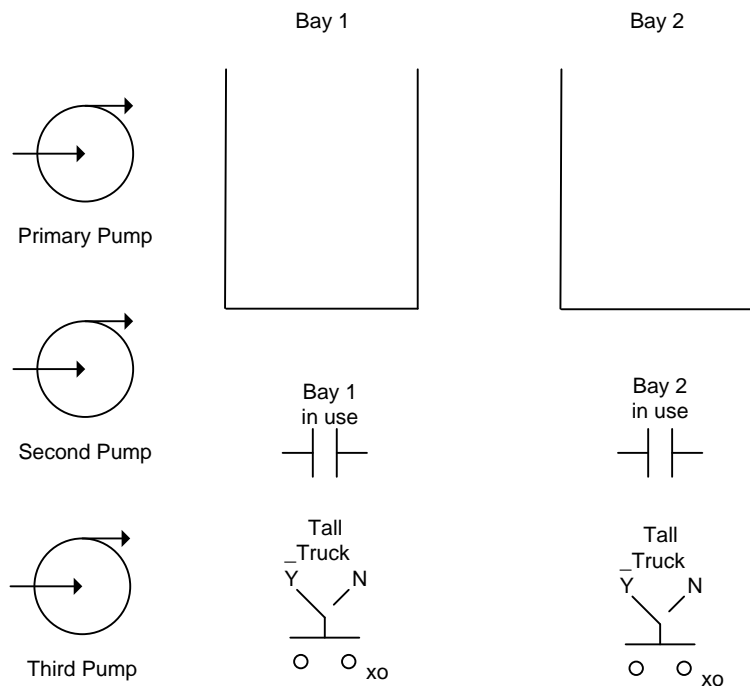 Bay 1
Bay 2
Primary Pump
Bay 1
in use
Bay 2
in use
Second Pump
Tall
_Truck
Y N
xo
Tall
_Truck
Y N
xo
Third Pump